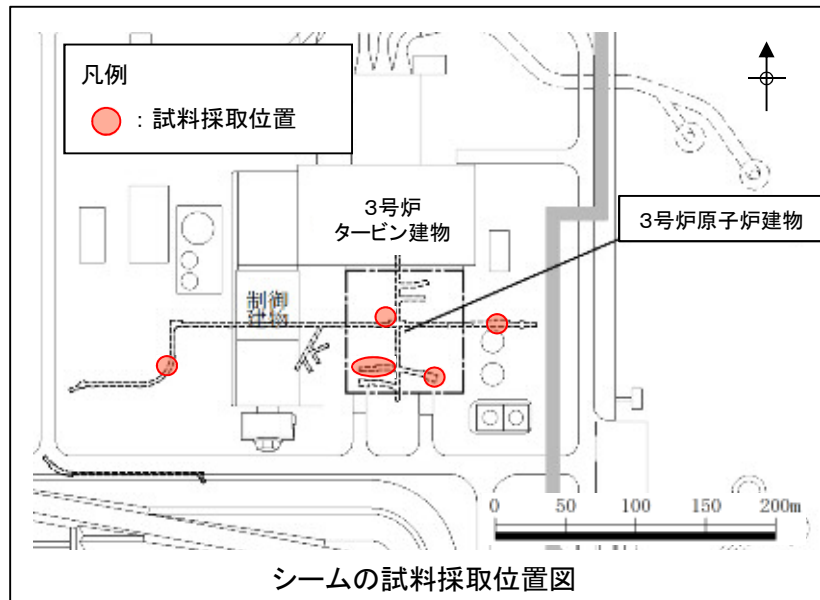 凡例
：試料採取位置
3号炉
タービン建物
3号炉原子炉建物
制御
建物
0 50 100 150 200m
シームの試料採取位置図